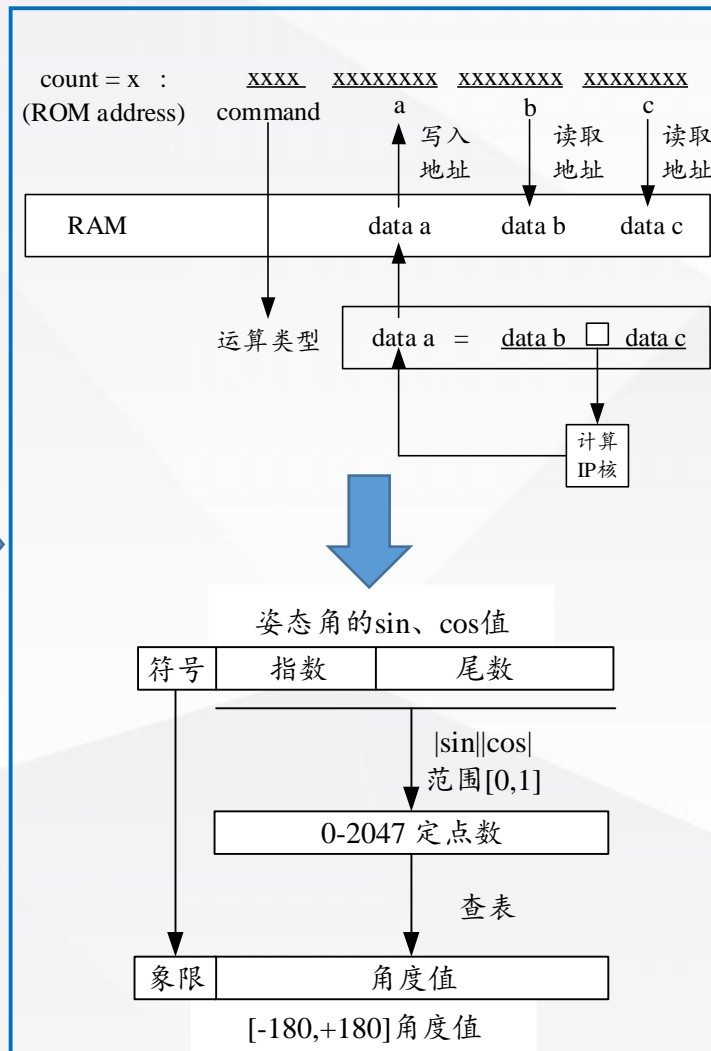 count = x :
(ROM address)
xxxx xxxxxxxx xxxxxxxx xxxxxxxx
command a b c
写入
地址
读取
地址
读取
地址
RAM data a data b data c
运算类型
data a = data b □ data c
计算
IP核
姿态角的sin、cos值
符号 指数 尾数
|sin||cos|
范围[0,1]
0-2047 定点数
查表
象限 角度值
[-180,+180]角度值